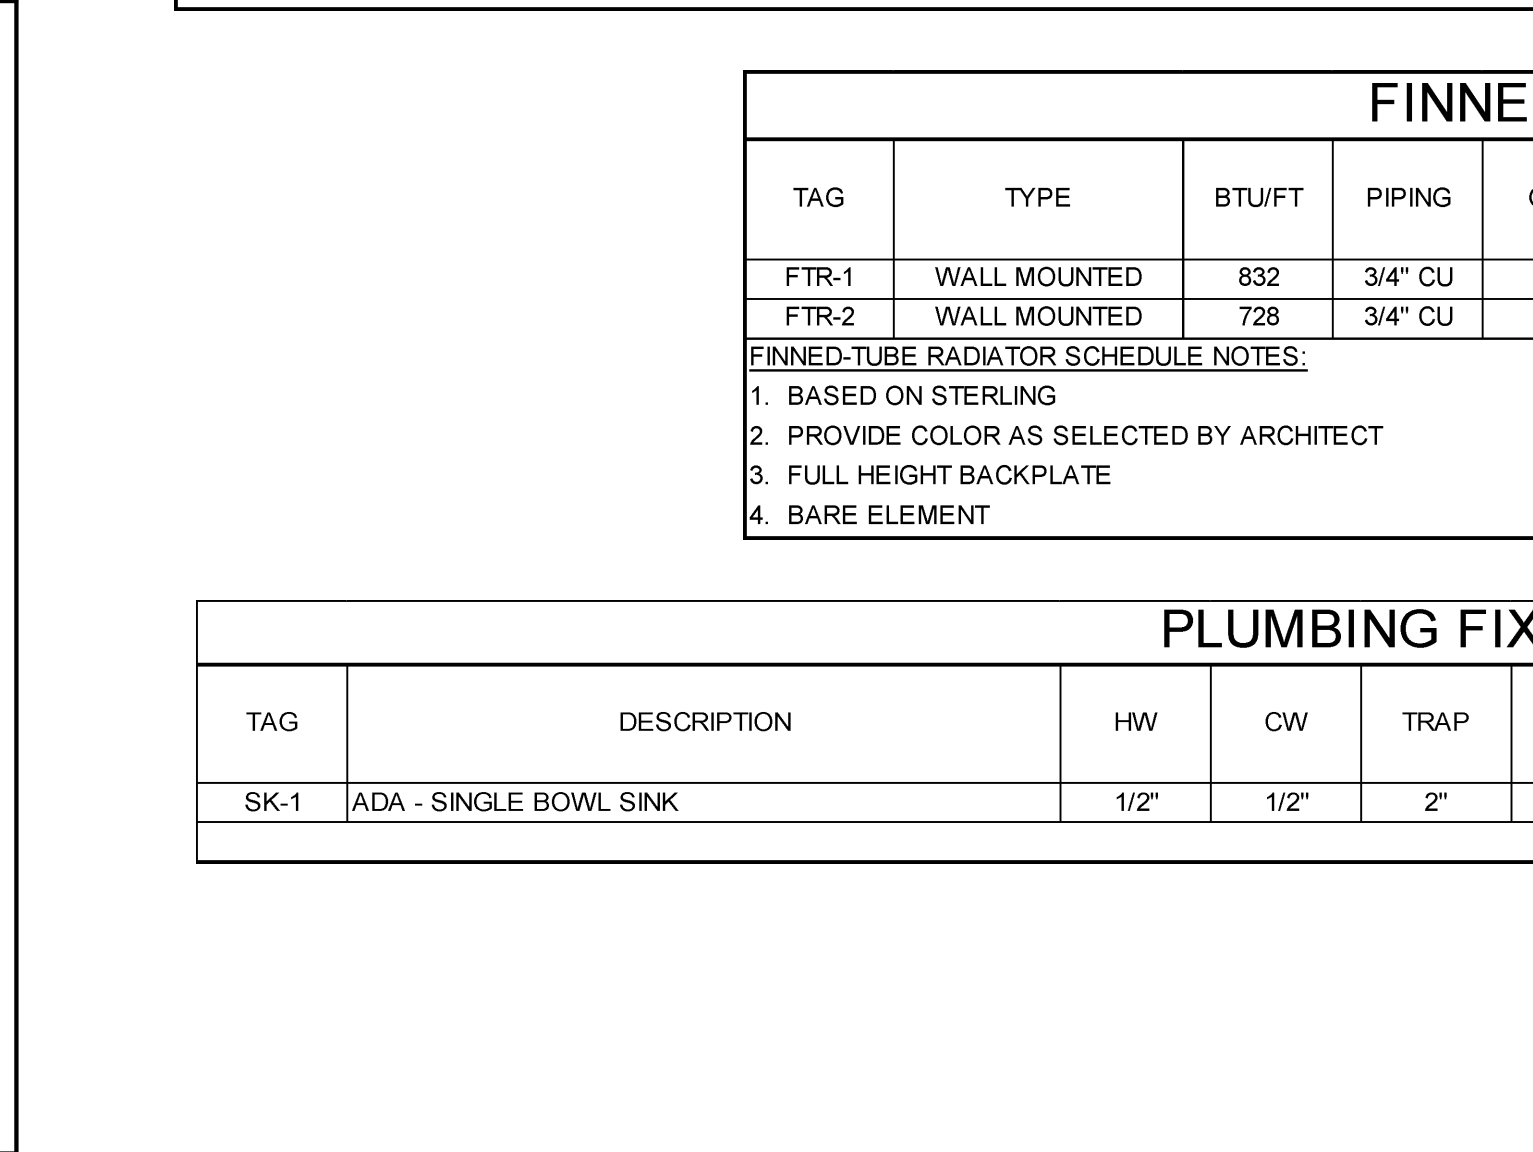 FINNE
TAG TYPE BTU/FT PIPING
FTR-1 WALL MOUNTED 832 3/4" CU
FTR-2 WALL MOUNTED 728 3/4" CU
FINNED-TUBE RADIATOR SCHEDULE NOTES:
1. BASED ON STERLING
2. PROVIDE COLOR AS SELECTED BY ARCHITECT
3. FULL HEIGHT BACKPLATE
4. BARE ELEMENT
PLUMBING FIX
TAG DESCRIPTION HW CW TRAP
SK-1 ADA - SINGLE BOWL SINK 1/2" 1/2" 2"